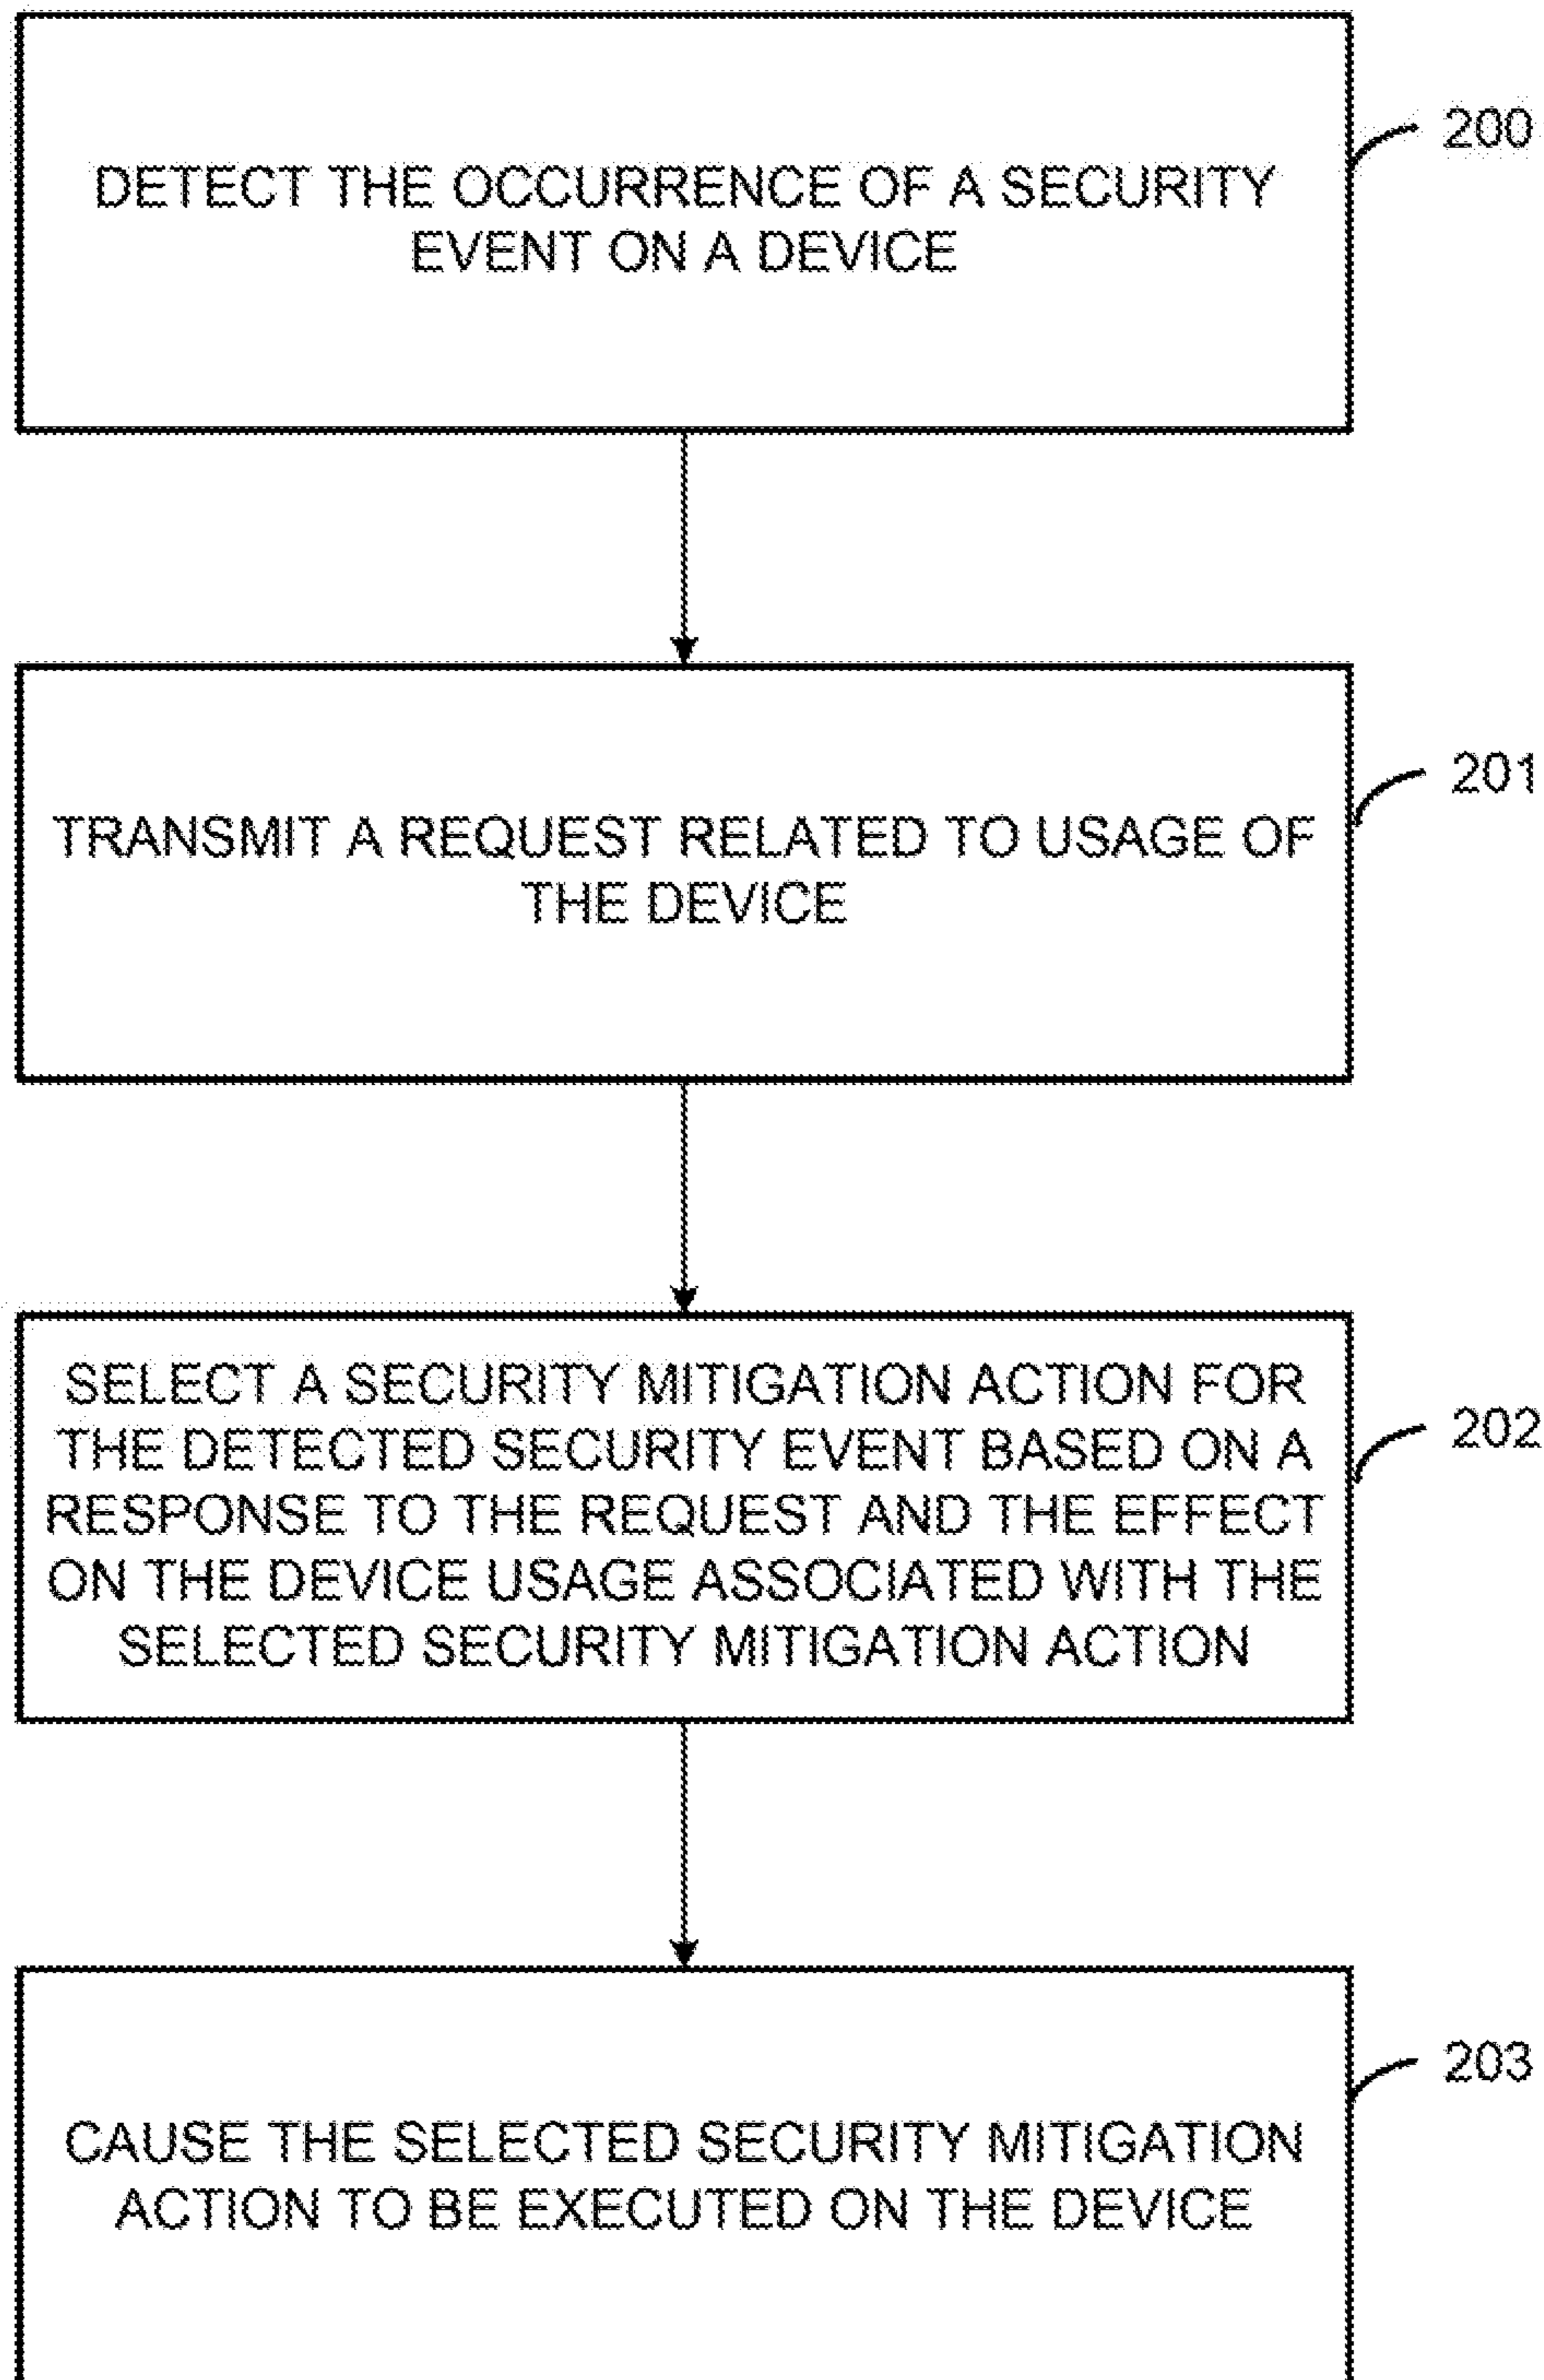 200
DETECT THE OCCURRENCE OF A SECURITY
EVENT ON A DEVICE
201
TRANSMIT A REQUEST RELATED TO USAGE OF
THE DEVICE
SELECT A SECURITY MITIGATION ACTION FOR
THE DETECTED SECURITY EVENT BASED ON A
RESPONSE TO THE REQUEST AND THE EFFECT
ON THE DEVICE USAGE ASSOCIATED WITH THE
SELECTED SECURITY MITIGATION ACTION
202
203
CAUSE THE SELECTED SECURITY MITIGATION
ACTION TO BE EXECUTED ON THE DEVICE